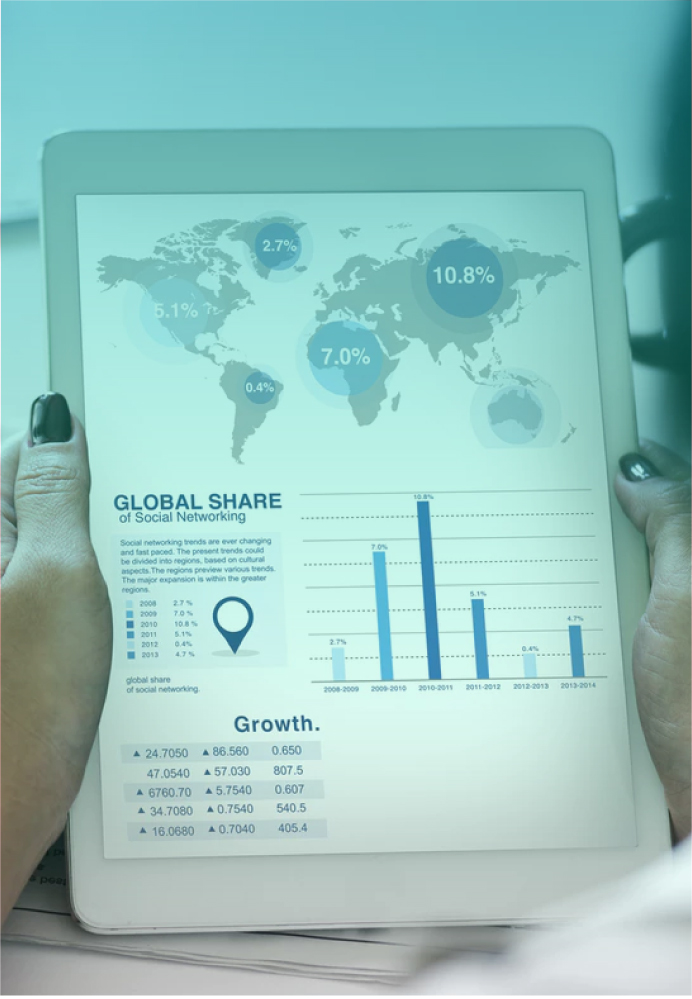 2.7%
10.8%
5.1%
7.0%
0.4%
GLOBAL SHARE
of Social Networking
Social networking trends are ever changing
and fast paced. The present trends could
be divided into regions, based on cultural
aspects.The regions preview various trends.
The major expansion is within the greater
regions.
2008 2.7 %
2009 7.0 %
2010 10.8 %
2011 5.1%
2012 0.4%
2013 4.7 %
global share
of social networking.
10.8%
7.0%
5.1%
4.7%
2.7%
0.4%
2008-2009 2009-2010 2010-2011 2011-2012 2012-2013 2013-2014
Growth.
▲ 24.7050 ▲ 86.560 0.650
47.0540 ▲ 57.030 807.5
▲ 6760.70 ▲ 5.7540 0.607
▲ 34.7080 ▲ 0.7540 540.5
▲ 16.0680 ▲ 0.7040 405.4